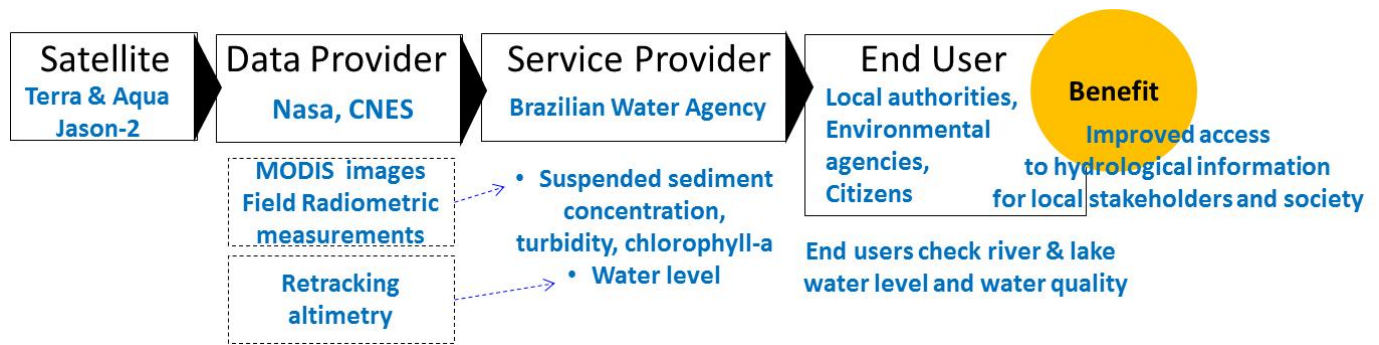 Satellite
Terra & Aqua
Jason-2
Data Provider
Nasa, CNES
MODIS images
Field Radiometric
measurements
Retracking
altimetry
Service Provider
Brazilian Water Agency
• Suspended sediment
concentration,
turbidity, chlorophyll-a
• Water level
End User
Local authorities,
Environmental
agencies,
Citizens
End users check river & lake
water level and water quality
Benefit
Improved access
to hydrological information
for local stakeholders and society